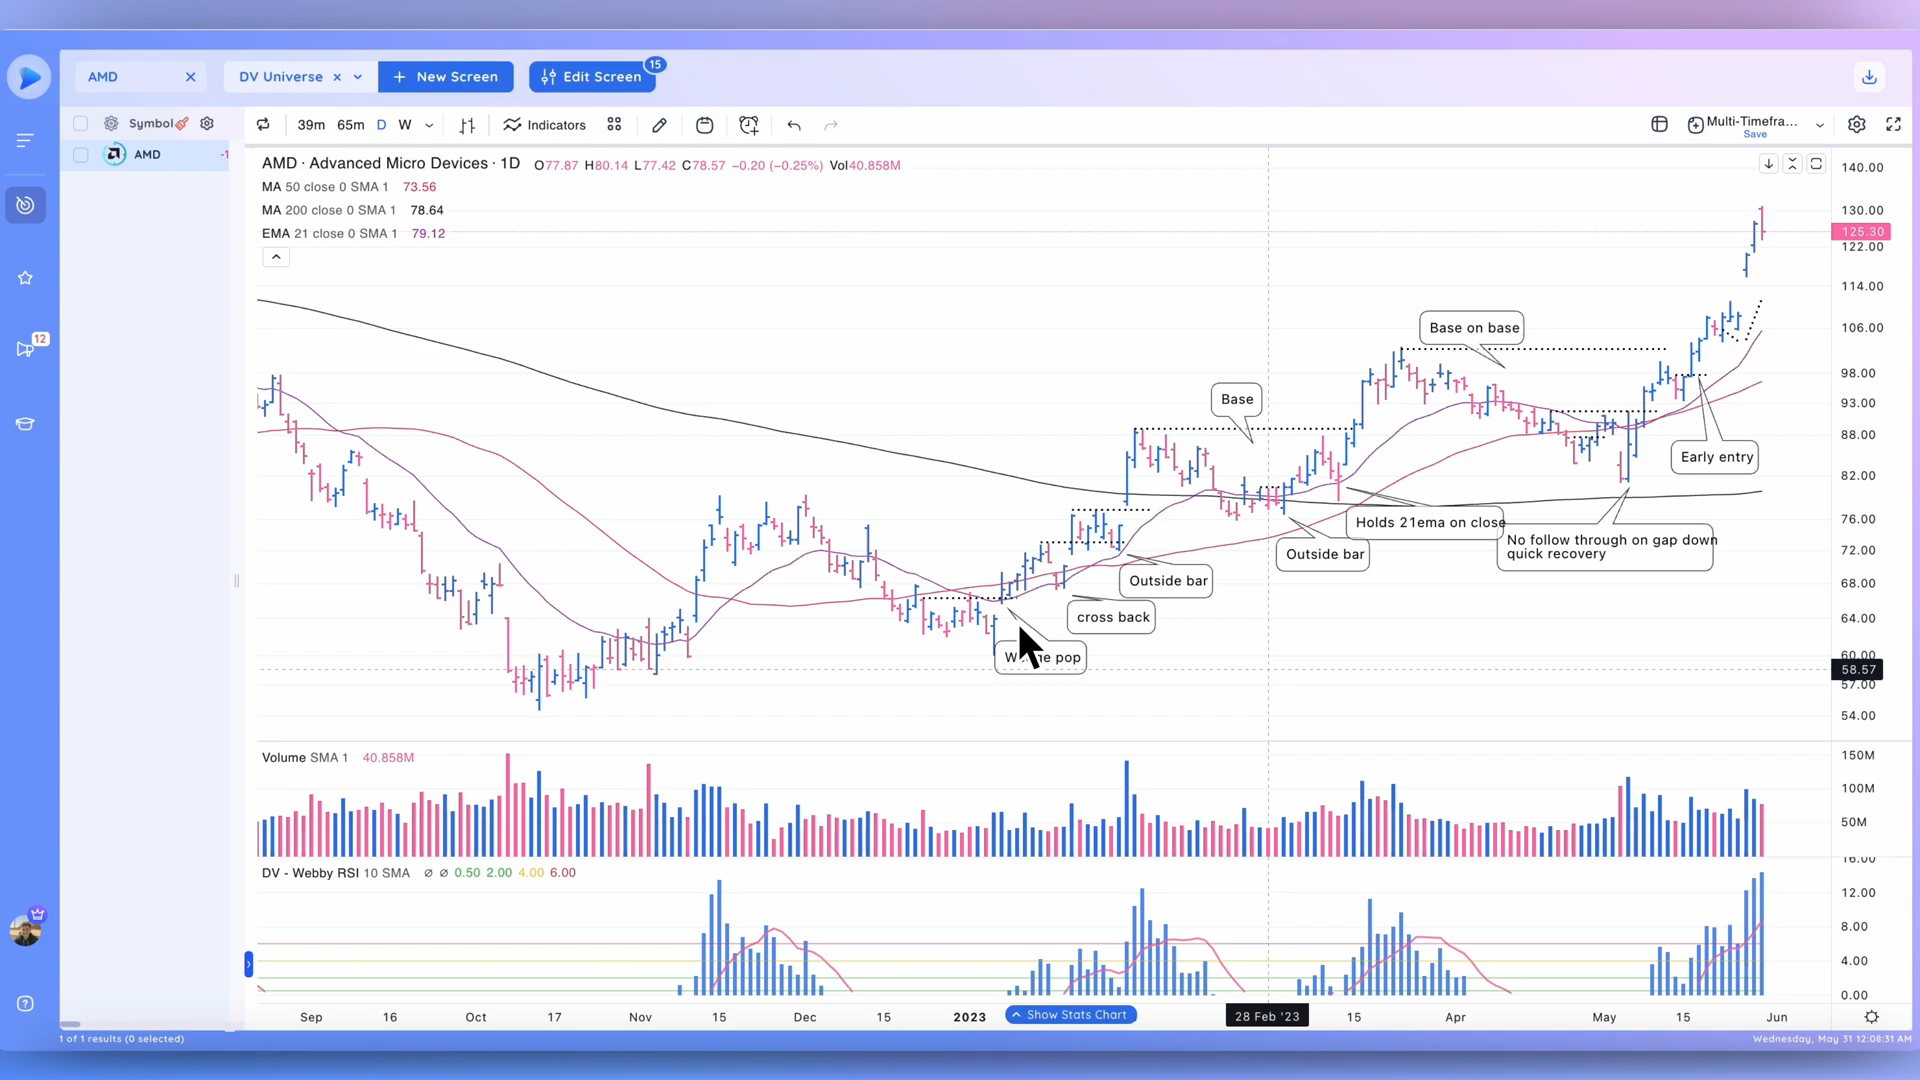 AMD
DV Universe
New Screen
Edit Screen
15
Symbol
39m 65m D W
Indicators
Multi-Timefra...
Save
AMD
-1
AMD · Advanced Micro Devices · 1D O77.87 H80.14 L77.42 C78.57 −0.20 (−0.25%) Vol40.858M
MA 50 close 0 SMA 1 73.56
MA 200 close 0 SMA 1 78.64
EMA 21 close 0 SMA 1 79.12
12
140.00
130.00
125.30
122.00
114.00
106.00
98.00
93.00
88.00
82.00
76.00
72.00
68.00
64.00
60.00
58.57
57.00
54.00
Base on base
Base
Early entry
Holds 21ema on close
No follow through on gap down
quick recovery
Outside bar
Outside bar
cross back
pop
Volume SMA 1 40.858M
150M
100M
50M
DV - Webby RSI 10 SMA ∅ ∅ 0.50 2.00 4.00 6.00
16.00
12.00
8.00
4.00
0.00
Sep 16 Oct 17 Nov 15 Dec 15 2023 Show Stats Chart 28 Feb '23 15 Apr May 15 Jun
1 of 1 results (0 selected)
Wednesday, May 31 12:08:31 AM